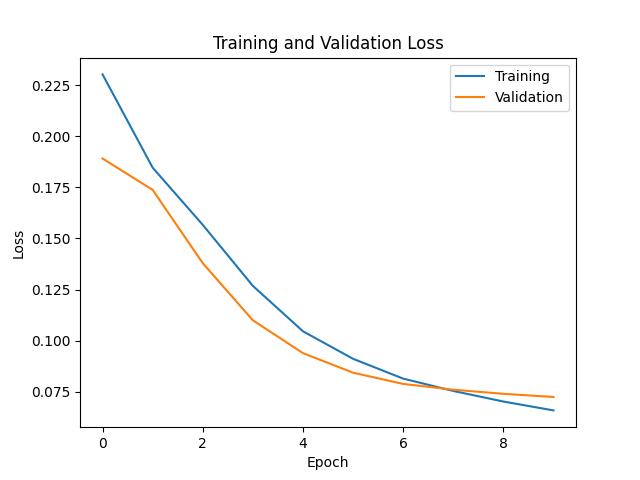 Training and Validation Loss
Training
Validation
0.225
0.200
0.175
0.150
0.125
0.100
0.075
Loss
0 2 4 6 8
Epoch